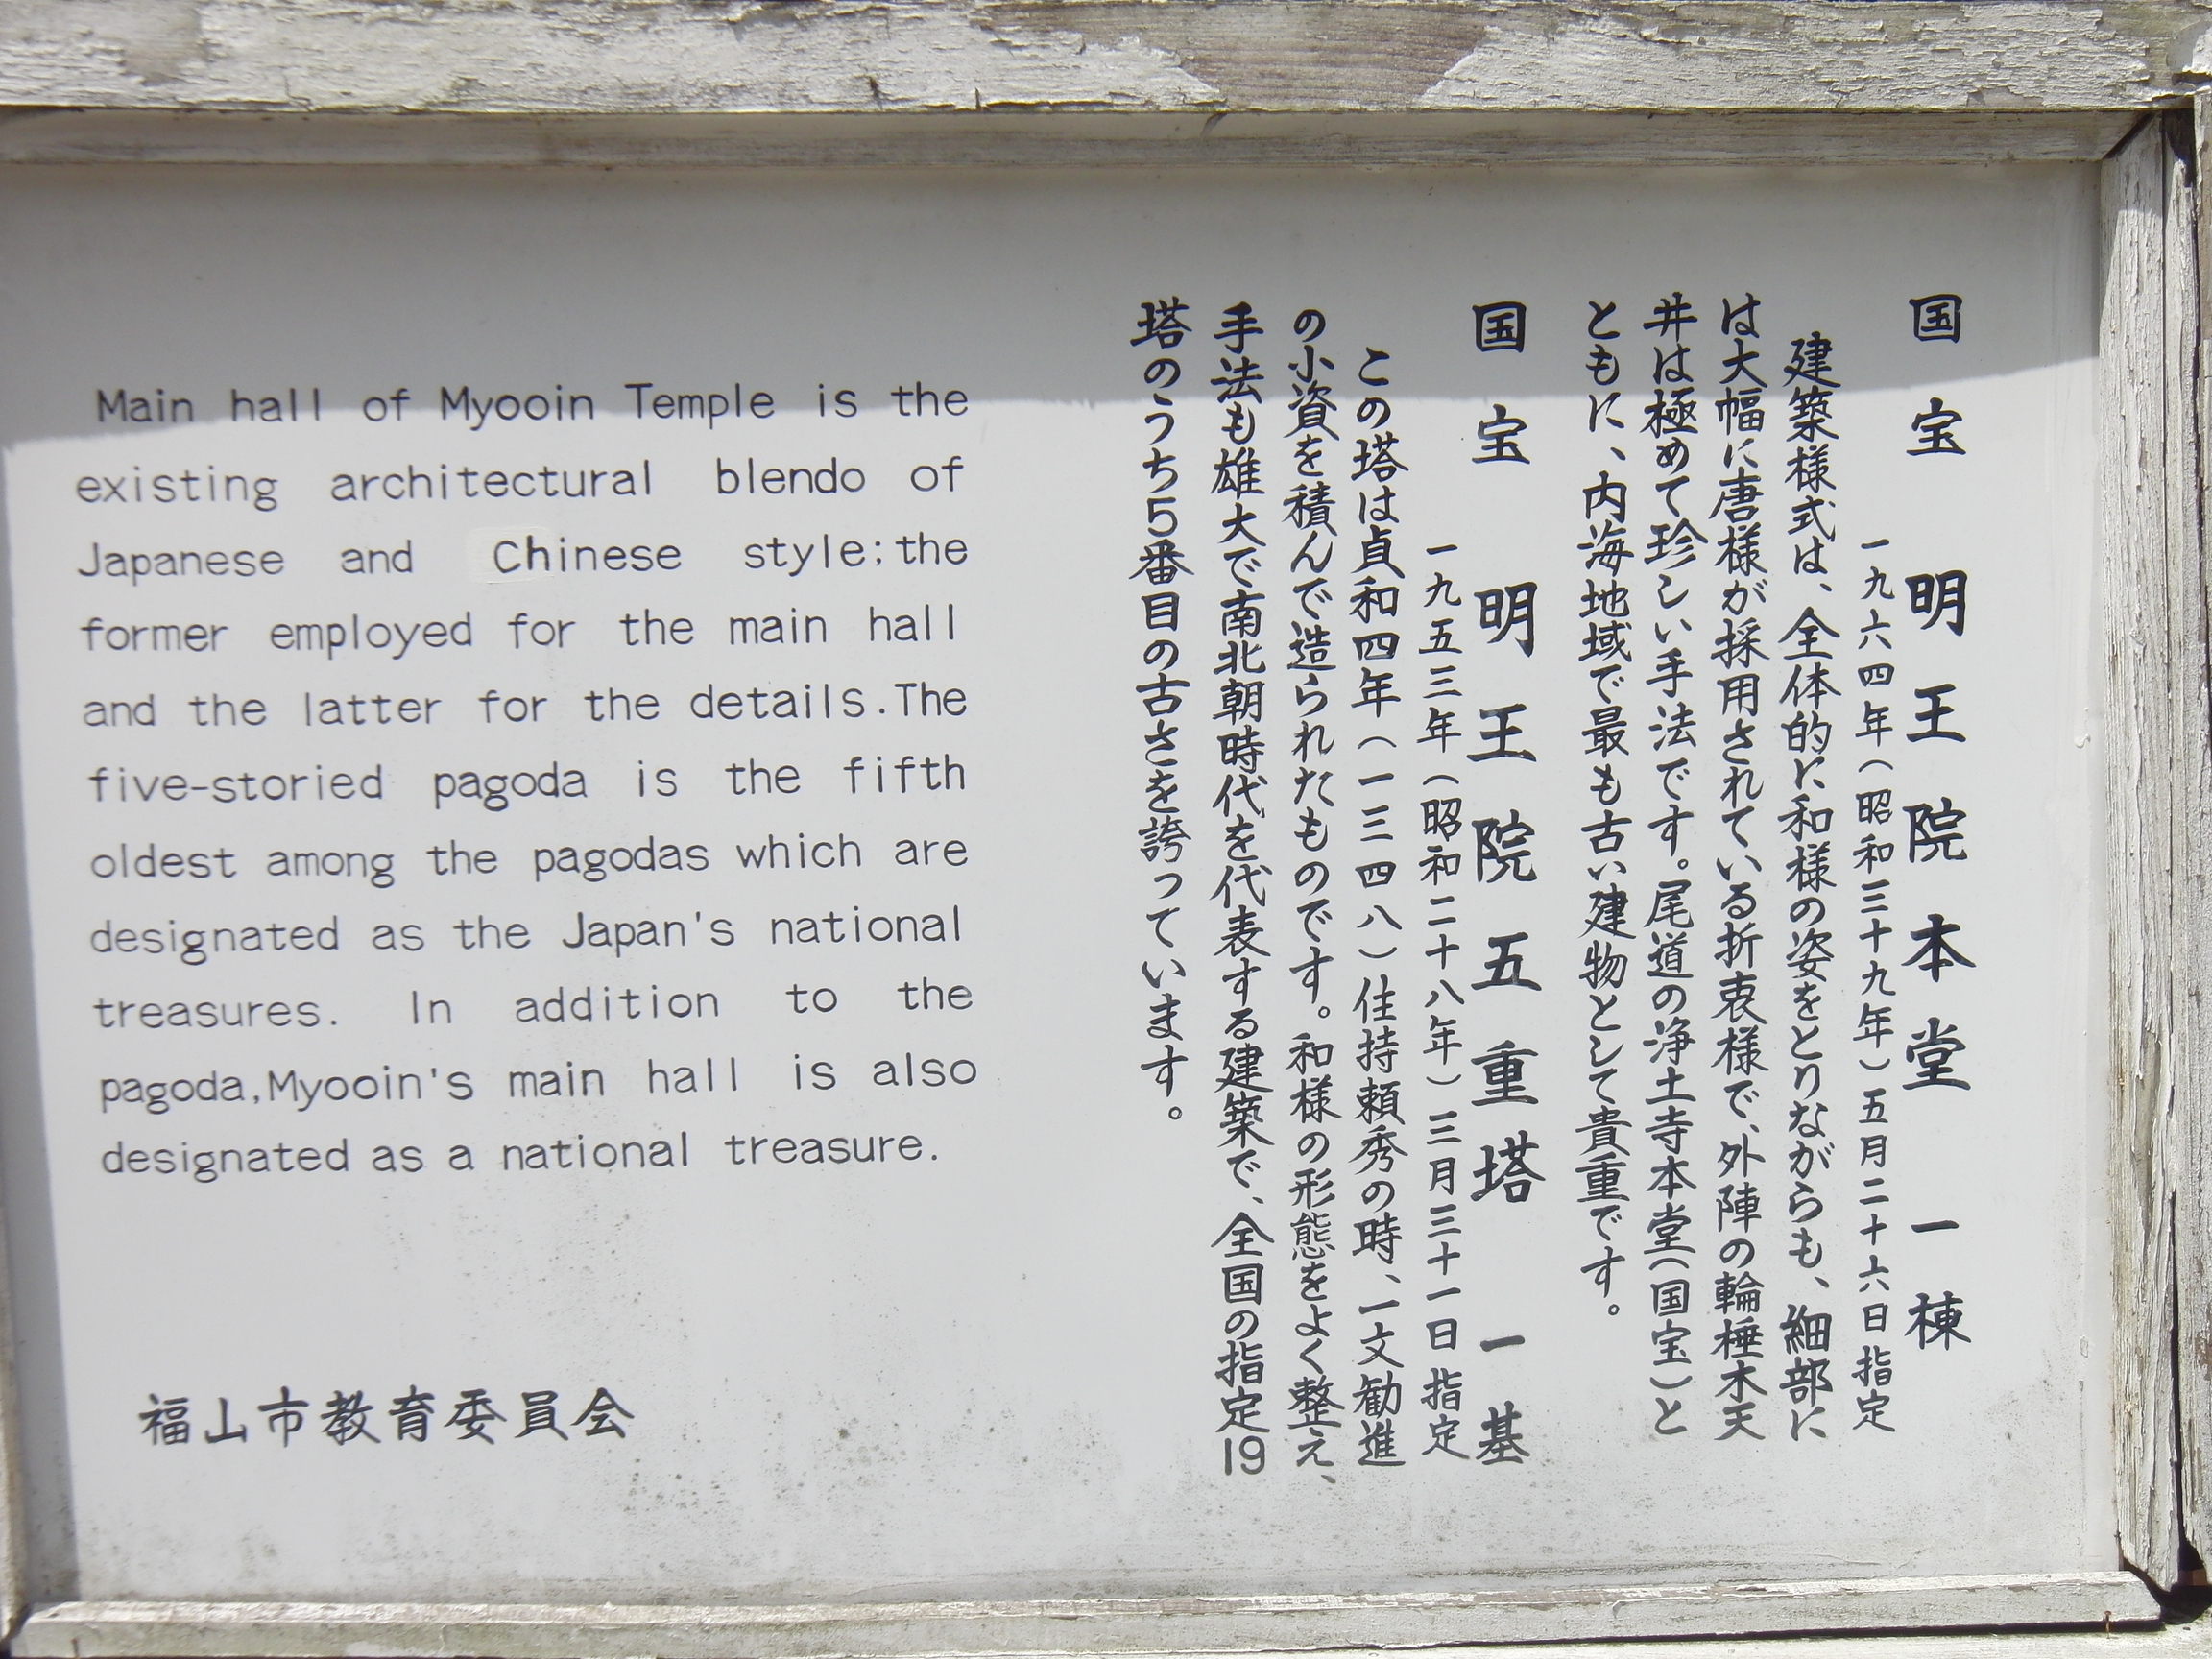 国宝 明王院本堂 一棟
一九六四年(昭和三十九年)五月二十六日指定
建築様式は、全体的に和様の姿をとりながらも、細部に
は大幅に唐様が採用されている折衷様で、外陣の輪棰木天
井は極めて珍しい手法です。尾道の浄土寺本堂(国宝)と
ともに、内海地域で最も古い建物として貴重です。
国宝 明王院五重塔 一基
一九五三年(昭和二十八年)三月三十一日指定
この塔は貞和四年(一三四八)住持頼秀の時、一文勧進
の小資を積んで造られたものです。和様の形態をよく整え、
手法も雄大で南北朝時代を代表する建築で、全国の指定19
塔のうち5番目の古さを誇っています。
Main hall of Myooin Temple is the
existing architectural blendo of
Japanese and Chinese style;the
former employed for the main hall
and the latter for the details.The
five-storied pagoda is the fifth
oldest among the pagodas which are
designated as the Japan's national
treasures. In addition to the
pagoda,Myooin's main hall is also
designated as a national treasure.
福山市教育委員会